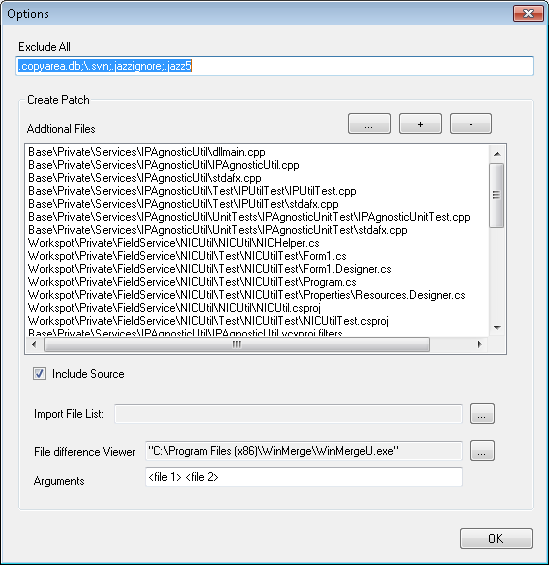 Options
Exclude All
.copyarea.db;\.svn;.jazzignore;.jazz5
Create Patch
Addtional Files
... + -
Base\Private\Services\IPAgnosticUtil\dllmain.cpp
Base\Private\Services\IPAgnosticUtil\IPAgnosticUtil.cpp
Base\Private\Services\IPAgnosticUtil\stdafx.cpp
Base\Private\Services\IPAgnosticUtil\Test\IPUtilTest\IPUtilTest.cpp
Base\Private\Services\IPAgnosticUtil\Test\IPUtilTest\stdafx.cpp
Base\Private\Services\IPAgnosticUtil\UnitTests\IPAgnosticUnitTest\IPAgnosticUnitTest.cpp
Base\Private\Services\IPAgnosticUtil\UnitTests\IPAgnosticUnitTest\stdafx.cpp
Workspot\Private\FieldService\NICUtil\NICUtil\NICHelper.cs
Workspot\Private\FieldService\NICUtil\Test\NICUtilTest\Form1.cs
Workspot\Private\FieldService\NICUtil\Test\NICUtilTest\Form1.Designer.cs
Workspot\Private\FieldService\NICUtil\Test\NICUtilTest\Program.cs
Workspot\Private\FieldService\NICUtil\Test\NICUtilTest\Properties\Resources.Designer.cs
Workspot\Private\FieldService\NICUtil\NICUtil\NICUtil.csproj
Workspot\Private\FieldService\NICUtil\Test\NICUtilTest\NICUtilTest.csproj
Base\Private\Services\IPAgnosticUtil\IPAgnosticUtil.vcxproj.filters
Include Source
Import File List:
...
File difference Viewer
"C:\Program Files (x86)\WinMerge\WinMergeU.exe"
...
Arguments
<file 1> <file 2>
OK